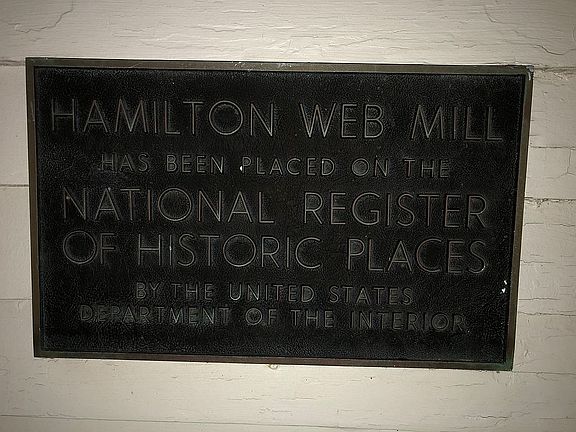 HAMILTON WEB MILL
HAS BEEN PLACED ON THE
NATIONAL REGISTER
OF HISTORIC PLACES
BY THE UNITED STATES
DEPARTMENT OF THE INTERIOR